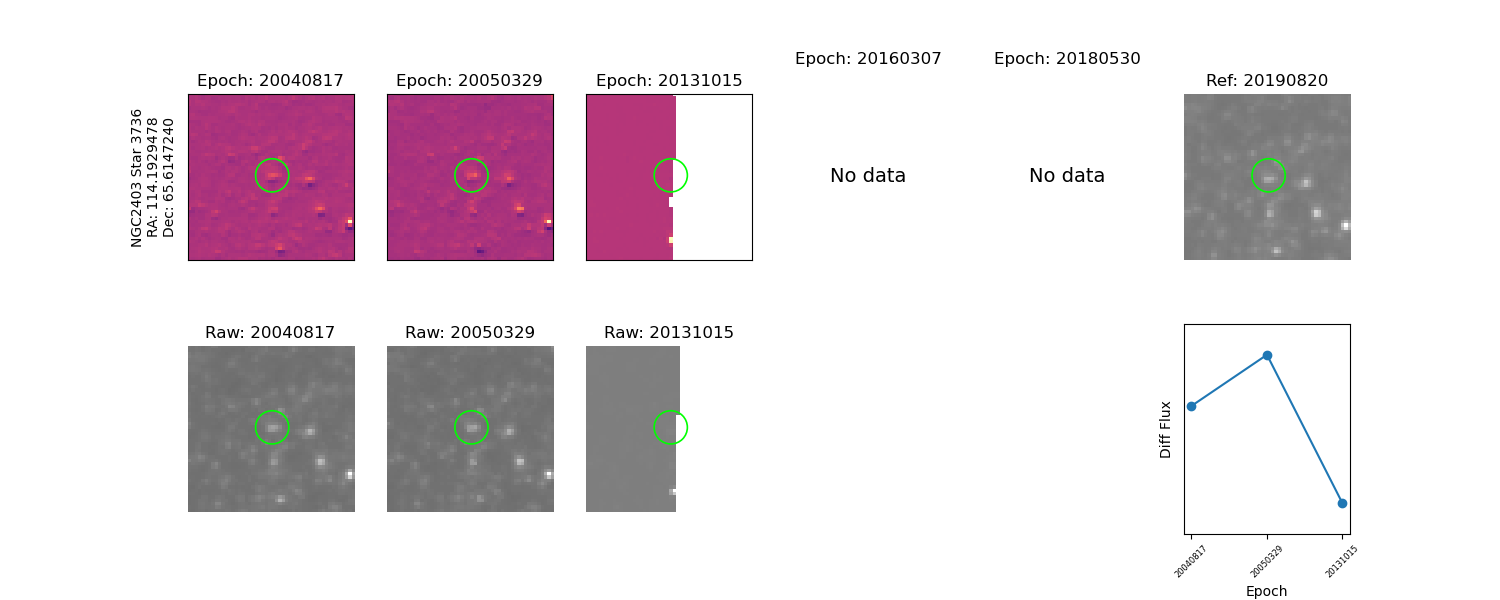 Epoch: 20040817
Epoch: 20050329
Epoch: 20131015
Epoch: 20160307
Epoch: 20180530
Ref: 20190820
NGC2403 Star 3736
RA: 114.1929478
Dec: 65.6147240
No data
No data
Raw: 20040817
Raw: 20050329
Raw: 20131015
Diff Flux
20040817
20050329
20131015
Epoch